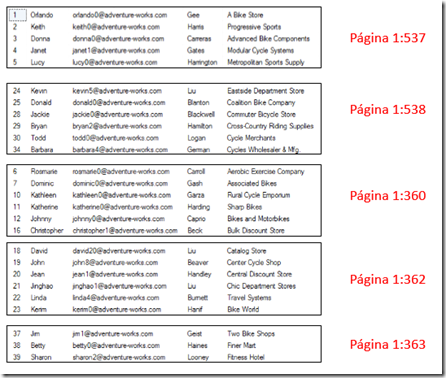 1 Orlando orlando0@adventure-works.com Gee A Bike Store
2 Keith keith0@adventure-works.com Harris Progressive Sports
3 Donna donna0@adventure-works.com Carreras Advanced Bike Components
4 Janet janet1@adventure-works.com Gates Modular Cycle Systems
5 Lucy lucy0@adventure-works.com Harrington Metropolitan Sports Supply
Página 1:537
24 Kevin kevin5@adventure-works.com Liu Eastside Department Store
25 Donald donald0@adventure-works.com Blanton Coalition Bike Company
28 Jackie jackie0@adventure-works.com Blackwell Commuter Bicycle Store
29 Bryan bryan2@adventure-works.com Hamilton Cross-Country Riding Supplies
30 Todd todd0@adventure-works.com Logan Cycle Merchants
34 Barbara barbara4@adventure-works.com German Cycles Wholesaler & Mfg.
Página 1:538
6 Rosmarie rosmarie0@adventure-works.com Carroll Aerobic Exercise Company
7 Dominic dominic0@adventure-works.com Gash Associated Bikes
10 Kathleen kathleen0@adventure-works.com Garza Rural Cycle Emporium
11 Katherine katherine0@adventure-works.com Harding Sharp Bikes
12 Johnny johnny0@adventure-works.com Caprio Bikes and Motorbikes
16 Christopher christopher1@adventure-works.com Beck Bulk Discount Store
Página 1:360
18 David david20@adventure-works.com Liu Catalog Store
19 John john8@adventure-works.com Beaver Center Cycle Shop
20 Jean jean1@adventure-works.com Handley Central Discount Store
21 Jinghao jinghao1@adventure-works.com Liu Chic Department Stores
22 Linda linda4@adventure-works.com Burnett Travel Systems
23 Kerim kerim0@adventure-works.com Hanif Bike World
Página 1:362
37 Jim jim1@adventure-works.com Geist Two Bike Shops
38 Betty betty0@adventure-works.com Haines Finer Mart
39 Sharon sharon2@adventure-works.com Looney Fitness Hotel
Página 1:363